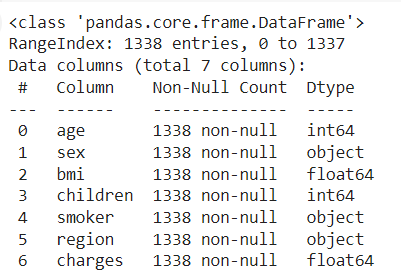 <class 'pandas.core.frame.DataFrame'>
RangeIndex: 1338 entries, 0 to 1337
Data columns (total 7 columns):
 #   Column    Non-Null Count  Dtype
---  ------    --------------  -----
 0   age       1338 non-null   int64
 1   sex       1338 non-null   object
 2   bmi       1338 non-null   float64
 3   children  1338 non-null   int64
 4   smoker    1338 non-null   object
 5   region    1338 non-null   object
 6   charges   1338 non-null   float64